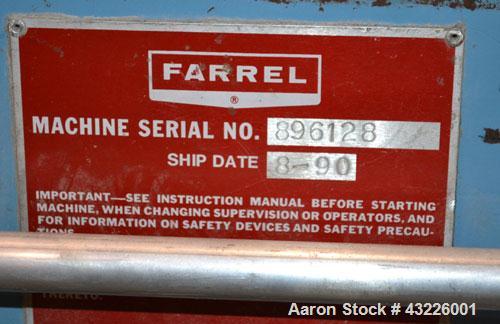 FARREL
®
MACHINE SERIAL NO. 896128
SHIP DATE 8-90
IMPORTANT—SEE INSTRUCTION MANUAL BEFORE STARTING
MACHINE, WHEN CHANGING SUPERVISION OR OPERATORS, AND
FOR INFORMATION ON SAFETY DEVICES AND SAFETY PRECAU-
TIONS
Aaron Stock # 43226001